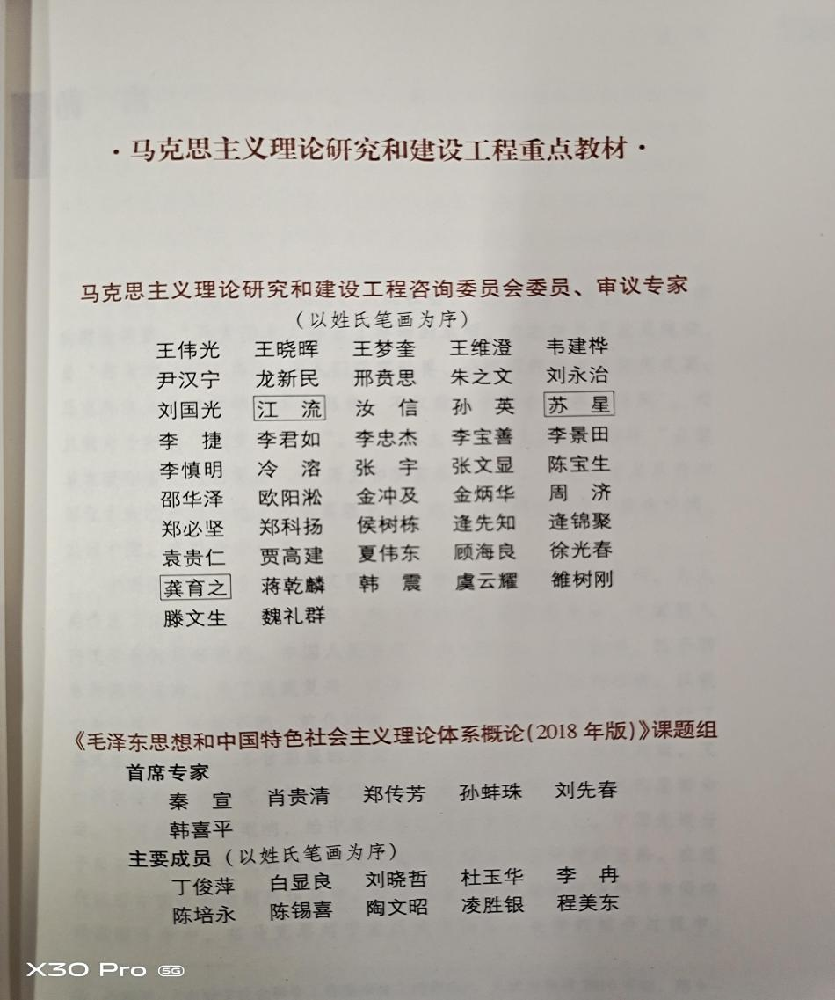 ·马克思主义理论研究和建设工程重点教材·
马克思主义理论研究和建设工程咨询委员会委员、审议专家
（以姓氏笔画为序）
王伟光 王晓晖 王梦奎 王维澄 韦建桦
尹汉宁 龙新民 邢贲思 朱之文 刘永治
刘国光 江 流 汝 信 孙 英 苏 星
李 捷 李君如 李忠杰 李宝善 李景田
李慎明 冷 溶 张 宇 张文显 陈宝生
邵华泽 欧阳淞 金冲及 金炳华 周 济
郑必坚 郑科扬 侯树栋 逄先知 逄锦聚
袁贵仁 贾高建 夏伟东 顾海良 徐光春
龚育之 蒋乾麟 韩 震 虞云耀 雒树刚
滕文生 魏礼群
《毛泽东思想和中国特色社会主义理论体系概论（2018年版）》课题组
首席专家
秦 宣 肖贵清 郑传芳 孙蚌珠 刘先春
韩喜平
主要成员（以姓氏笔画为序）
丁俊萍 白显良 刘晓哲 杜玉华 李 冉
陈培永 陈锡喜 陶文昭 凌胜银 程美东
X30 Pro 5G